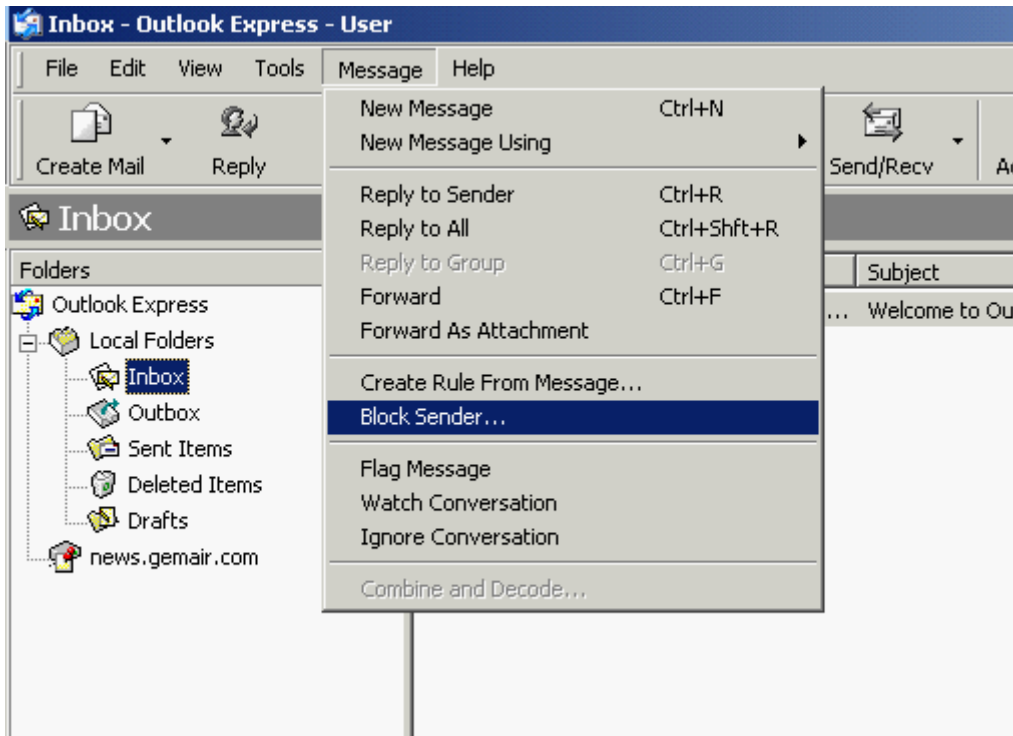 Inbox - Outlook Express - User
File Edit View Tools Message Help
Create Mail Reply Send/Recv
New Message Ctrl+N
New Message Using
Reply to Sender Ctrl+R
Reply to All Ctrl+Shft+R
Reply to Group Ctrl+G
Forward Ctrl+F
Forward As Attachment
Create Rule From Message...
Block Sender...
Flag Message
Watch Conversation
Ignore Conversation
Combine and Decode...
Inbox
Folders
Outlook Express
Local Folders
Inbox
Outbox
Sent Items
Deleted Items
Drafts
news.gemair.com
Subject
... Welcome to Ou